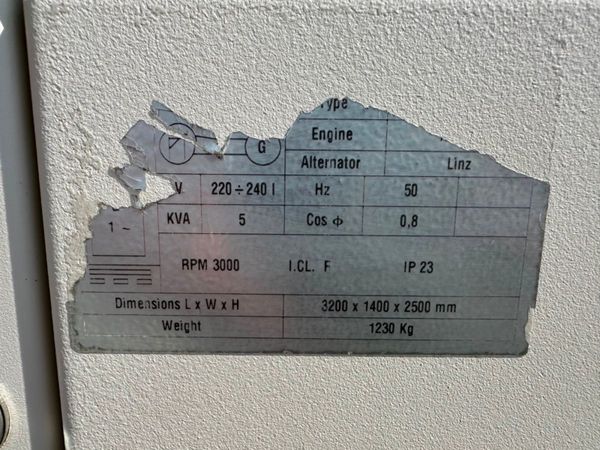 ype
Engine
G
Alternator Linz
V. 220 ÷ 240 Hz 50
KVA 5 Cos ϕ 0,8
1 ~
RPM 3000 I.CL. F IP 23
Dimensions L x W x H 3200 x 1400 x 2500 mm
Weight 1230 Kg